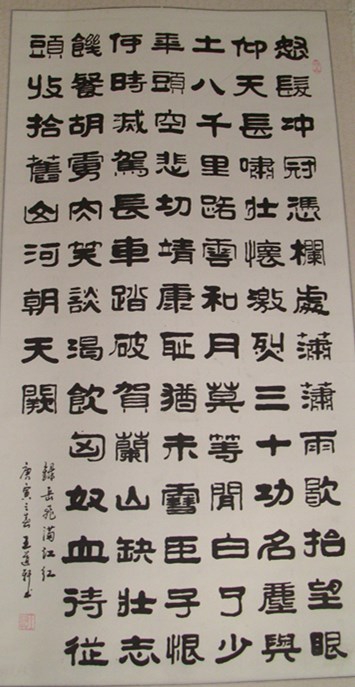 怒髮冲冠憑欄處瀟瀟雨歇抬望眼
仰天長嘯壯懷激烈三十功名塵與
土八千里路雲和月莫等閒白了少
年頭空悲切靖康恥猶未雪臣子恨
何時滅駕長車踏破賀蘭山缺壯志
饑餐胡虜肉笑談渴飲匈奴血待從
頭收拾舊山河朝天闕
錄岳飛滿江红
庚寅之春王